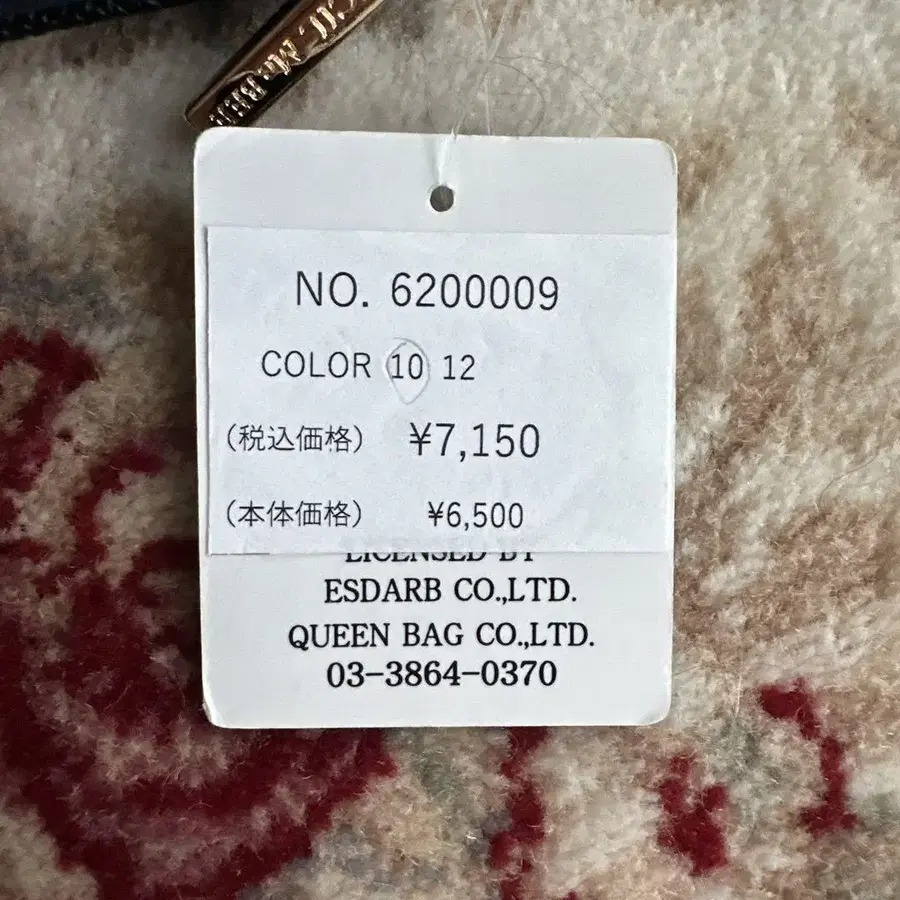 NO. 6200009
COLOR 10 12
(税込価格) ¥7,150
(本体価格) ¥6,500
LICENSED BY
ESDARB CO.,LTD.
QUEEN BAG CO.,LTD.
03-3864-0370